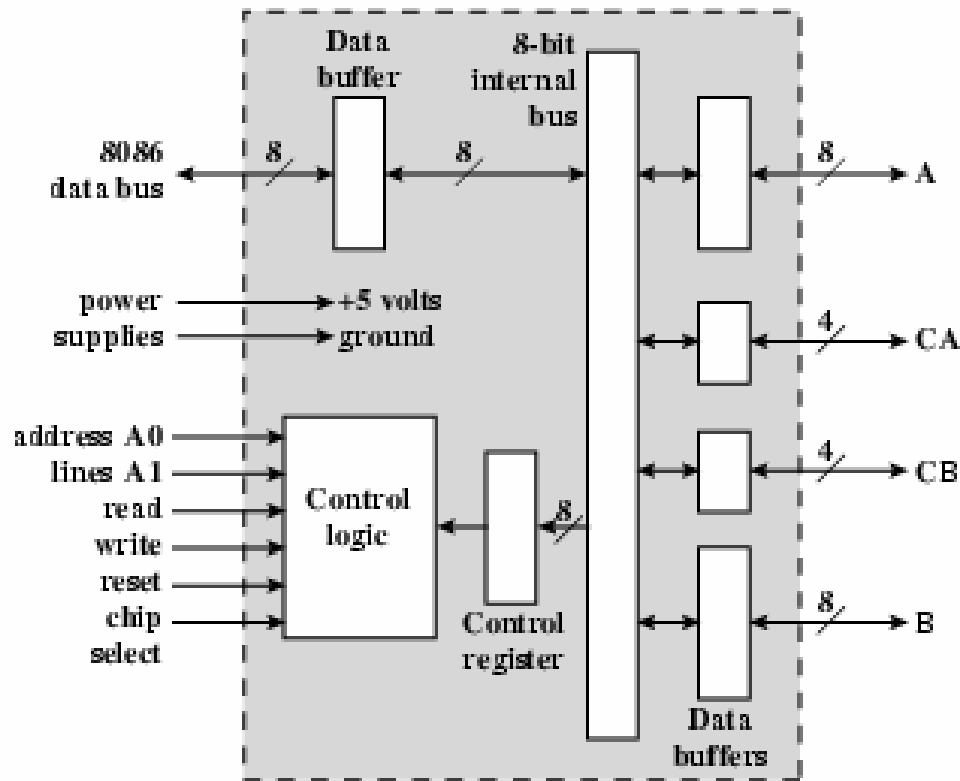 Data
buffer
8-bit
internal
bus
8086
data bus
8
8
8
A
power
supplies
+5 volts
ground
4
CA
address A0
lines A1
read
write
reset
chip
select
Control
logic
8
Control
register
4
CB
8
B
Data
buffers